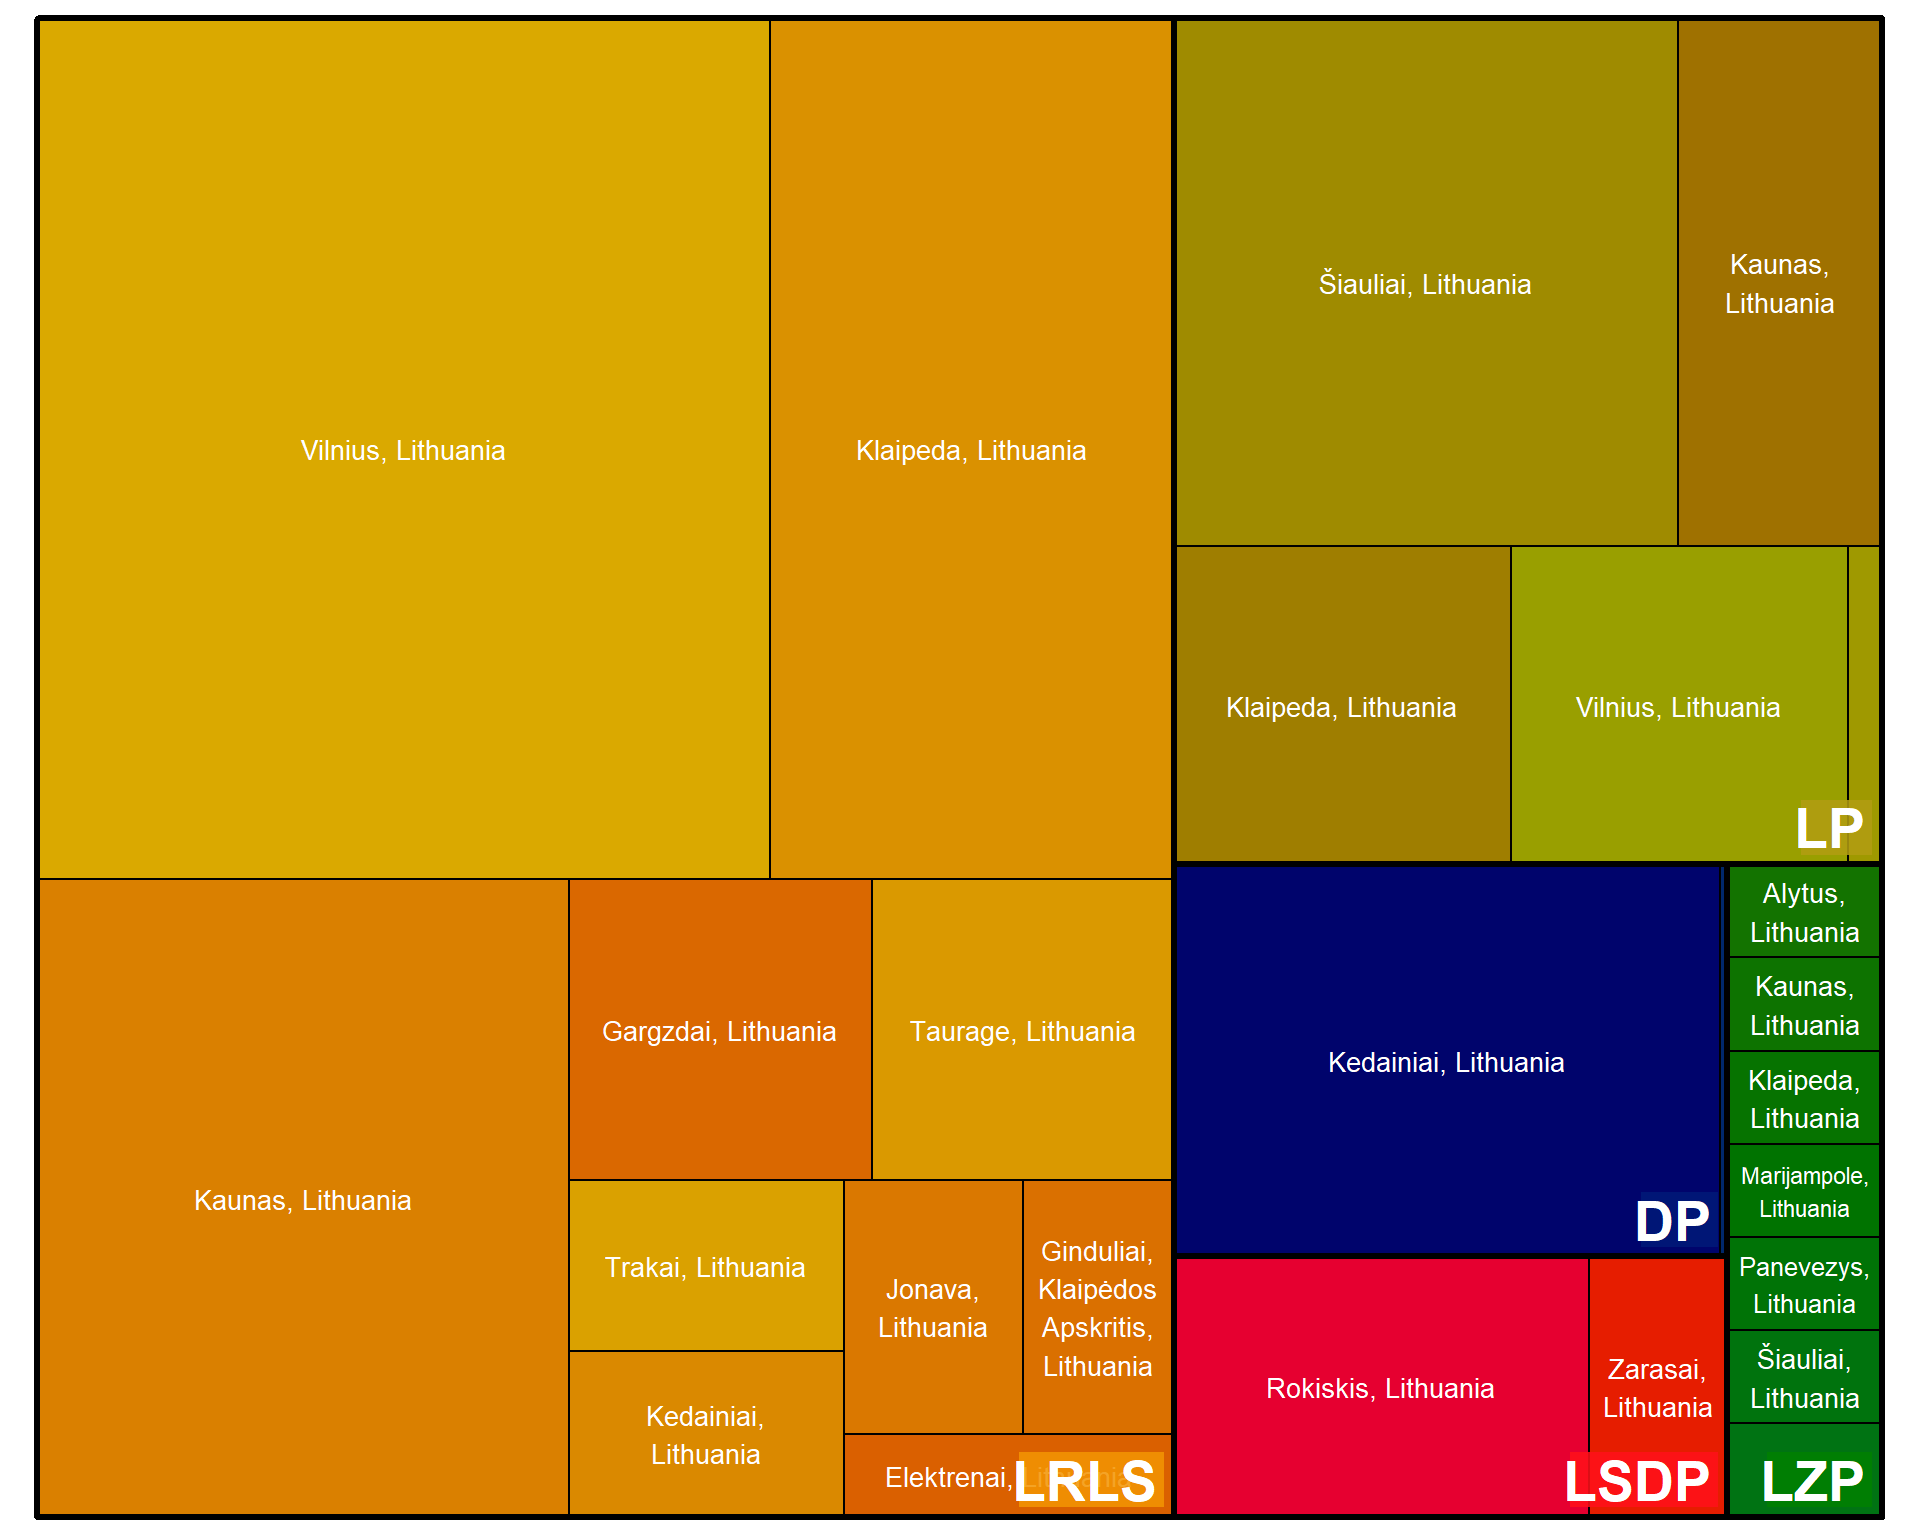 Vilnius, Lithuania
Klaipeda, Lithuania
Kaunas, Lithuania
Gargzdai, Lithuania
Taurage, Lithuania
Trakai, Lithuania
Kedainiai,
Lithuania
Jonava,
Lithuania
Ginduliai,
Klaipėdos
Apskritis,
Lithuania
Elektrenai, Lithuania
LRLS
Šiauliai, Lithuania
Kaunas,
Lithuania
Klaipeda, Lithuania
Vilnius, Lithuania
LP
Kedainiai, Lithuania
DP
Rokiskis, Lithuania
Zarasai,
Lithuania
LSDP
Alytus,
Lithuania
Kaunas,
Lithuania
Klaipeda,
Lithuania
Marijampole,
Lithuania
Panevezys,
Lithuania
Šiauliai,
Lithuania
LZP